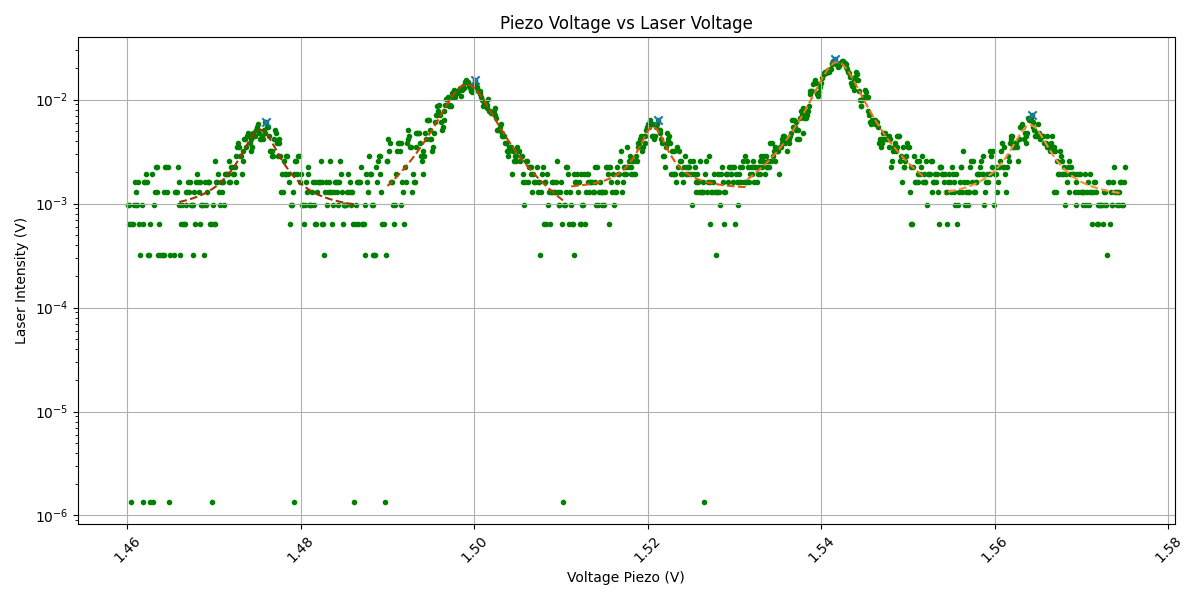 Piezo Voltage vs Laser Voltage
Laser Intensity (V)
10⁻²
10⁻³
10⁻⁴
10⁻⁵
10⁻⁶
1.46 1.48 1.50 1.52 1.54 1.56 1.58
Voltage Piezo (V)